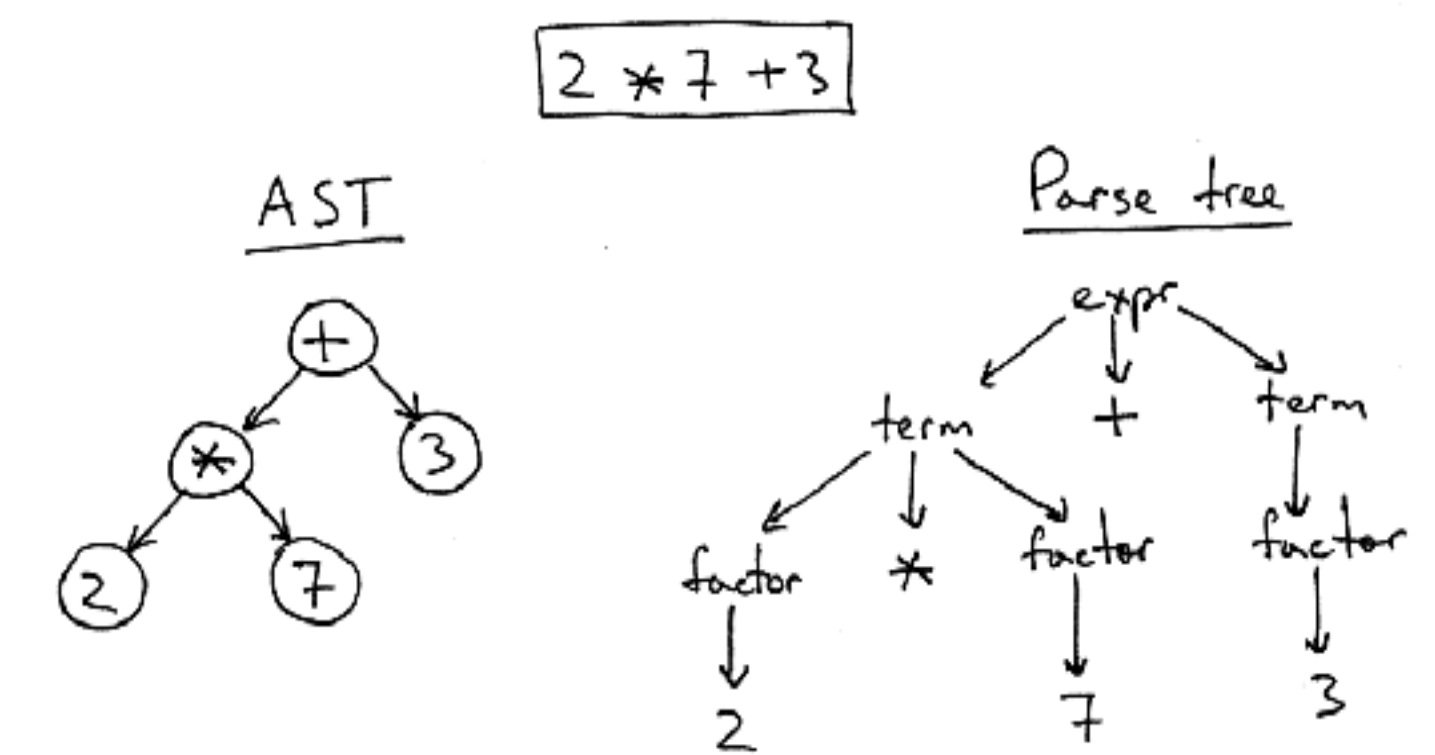 2 * 7 + 3
AST
Parse tree
+
* 3
2 7
expr
term + term
factor * factor factor
2 7 3